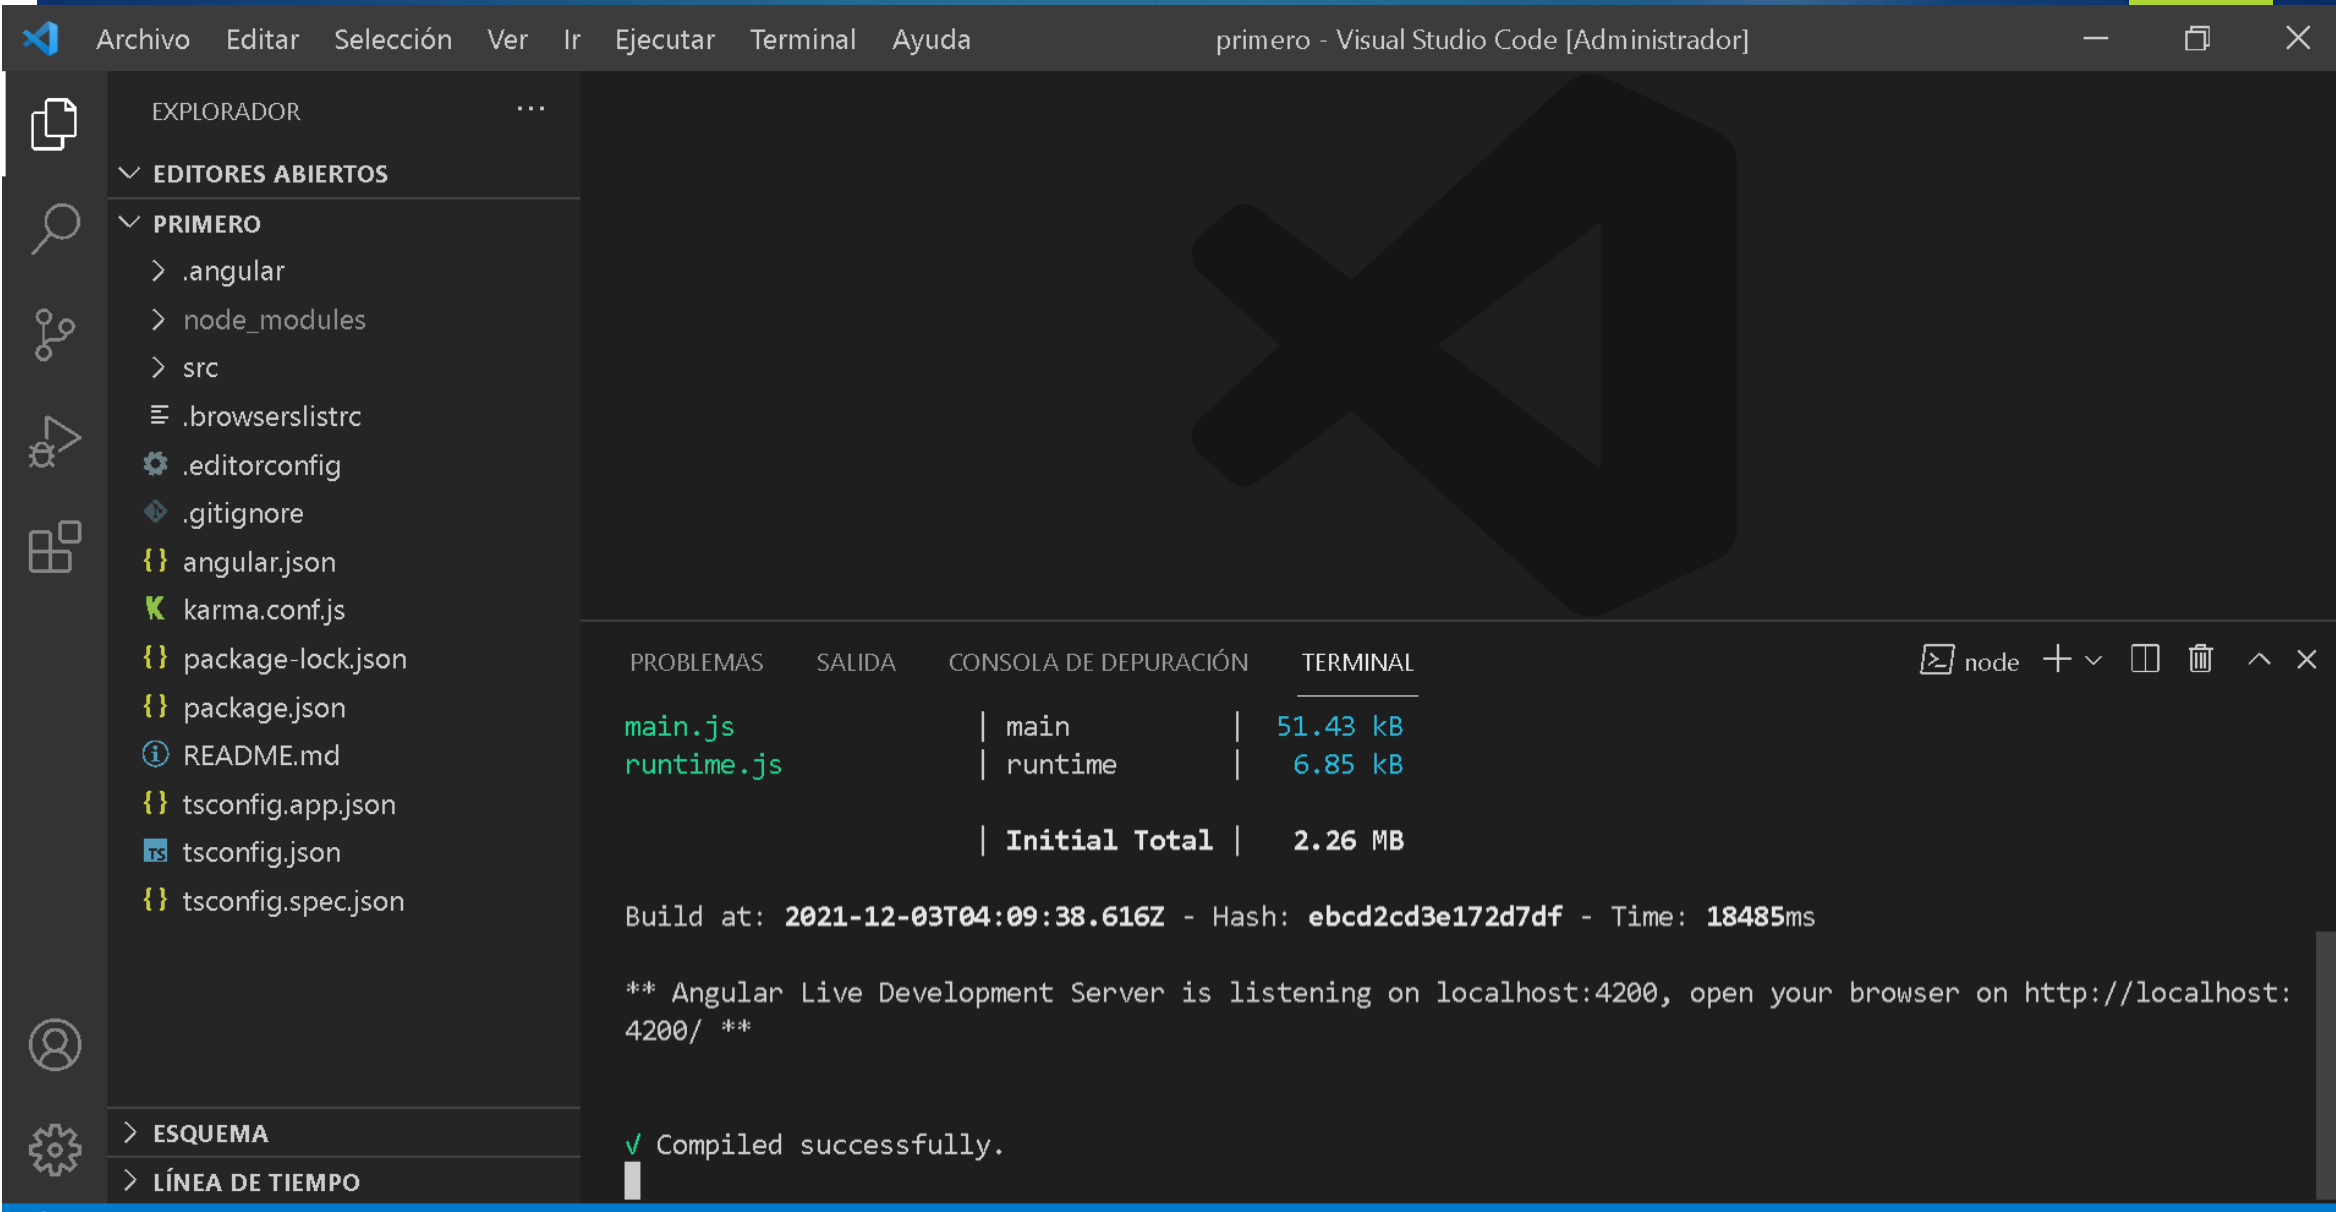 Archivo Editar Selección Ver Ir Ejecutar Terminal Ayuda primero - Visual Studio Code [Administrador]
EXPLORADOR
EDITORES ABIERTOS
PRIMERO
.angular
node_modules
src
.browserslistrc
.editorconfig
.gitignore
angular.json
karma.conf.js
package-lock.json
package.json
README.md
tsconfig.app.json
TS tsconfig.json
tsconfig.spec.json
ESQUEMA
LÍNEA DE TIEMPO
PROBLEMAS SALIDA CONSOLA DE DEPURACIÓN TERMINAL node
main.js | main | 51.43 kB
runtime.js | runtime | 6.85 kB
| Initial Total | 2.26 MB
Build at: 2021-12-03T04:09:38.616Z - Hash: ebcd2cd3e172d7df - Time: 18485ms
** Angular Live Development Server is listening on localhost:4200, open your browser on http://localhost:
4200/ **
√ Compiled successfully.